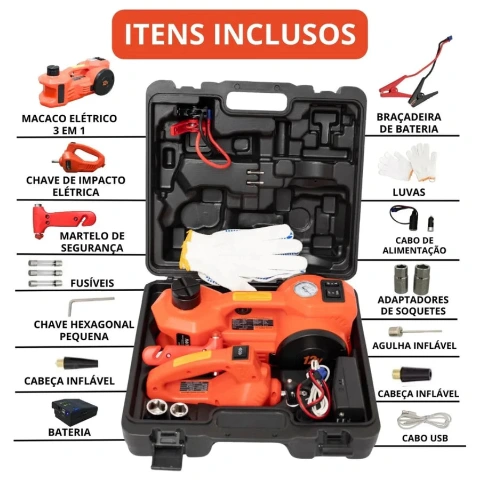 ITENS INCLUSOS
MACACO ELÉTRICO
3 EM 1
CHAVE DE IMPACTO
ELÉTRICA
MARTELO DE
SEGURANÇA
FUSÍVEIS
CHAVE HEXAGONAL
PEQUENA
CABEÇA INFLÁVEL
BATERIA
BRAÇADEIRA
DE BATERIA
LUVAS
CABO DE
ALIMENTAÇÃO
ADAPTADORES
DE SOQUETES
AGULHA INFLÁVEL
CABEÇA INFLÁVEL
CABO USB